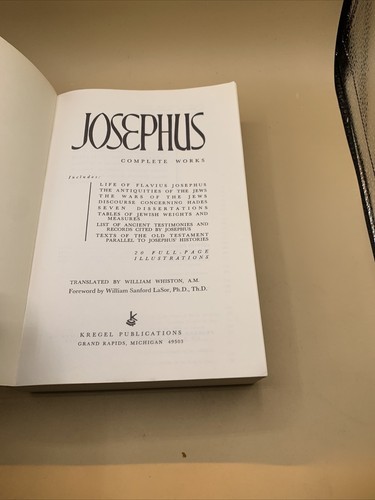 JOSEPHUS
COMPLETE WORKS
Includes:
LIFE OF FLAVIUS JOSEPHUS
THE ANTIQUITIES OF THE JEWS
THE WARS OF THE JEWS
DISCOURSE CONCERNING HADES
SEVEN DISSERTATIONS
TABLES OF JEWISH WEIGHTS AND
MEASURES
LIST OF ANCIENT TESTIMONIES AND
RECORDS CITED BY JOSEPHUS
TEXTS OF THE OLD TESTAMENT
PARALLEL TO JOSEPHUS' HISTORIES
20 FULL-PAGE
ILLUSTRATIONS
TRANSLATED BY WILLIAM WHISTON, A.M.
Foreword by William Sanford LaSor, Ph.D., Th.D.
KREGEL PUBLICATIONS
GRAND RAPIDS, MICHIGAN 49503